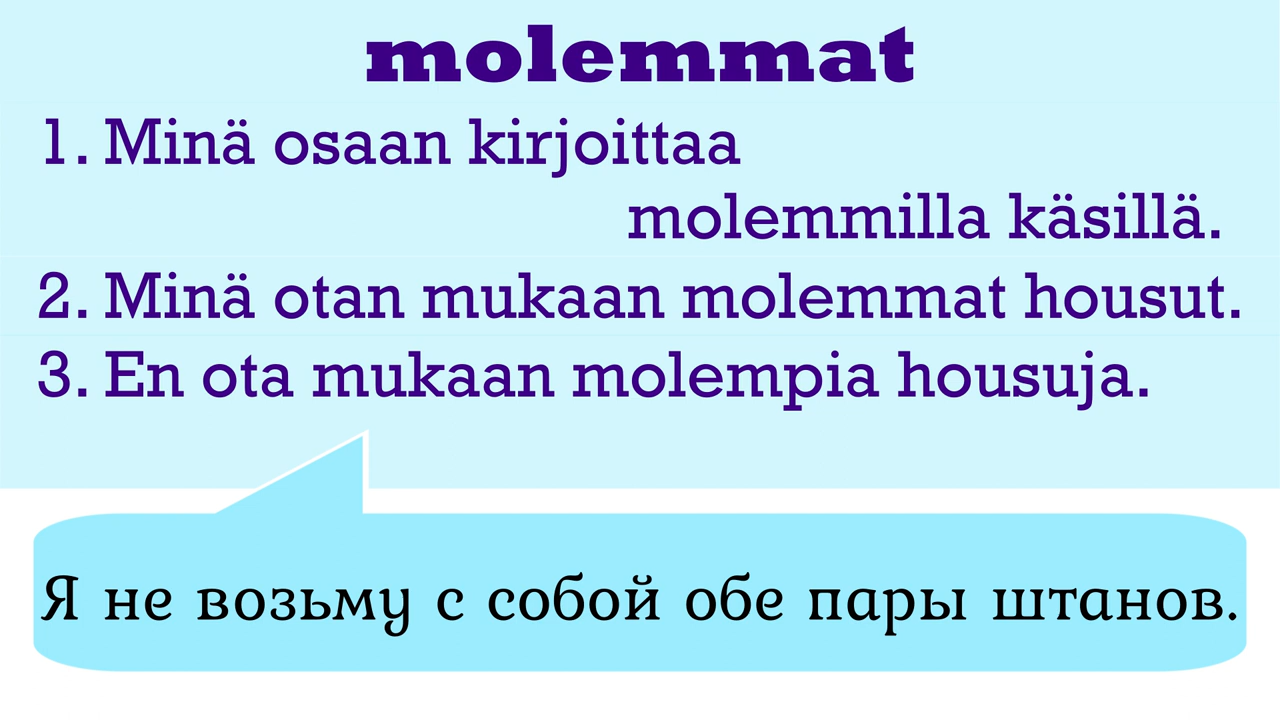 molemmat
1. Minä osaan kirjoittaa
molemmilla käsillä.
2. Minä otan mukaan molemmat housut.
3. En ota mukaan molempia housuja.
Я не возьму с собой обе пары штанов.